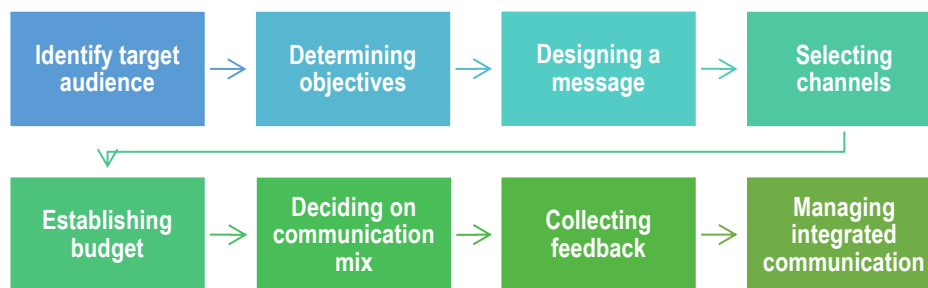 Identify target
audience
Determining
objectives
Designing a
message
Selecting
channels
Establishing
budget
Deciding on
communication
mix
Collecting
feedback
Managing
integrated
communication